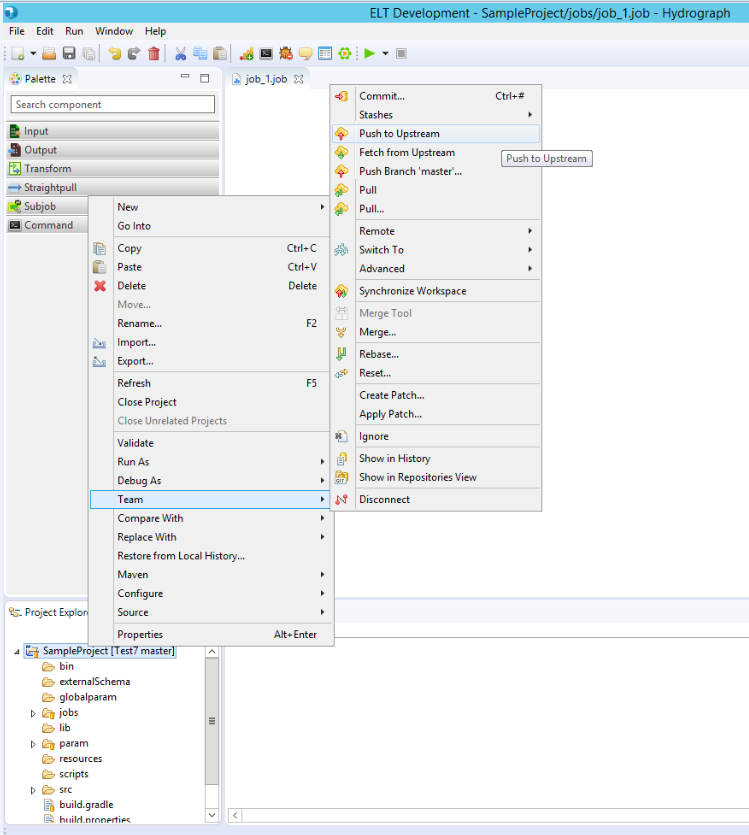 ELT Development - SampleProject/jobs/job_1.job - Hydrograph
File Edit Run Window Help
Palette
job_1.job
Search component
Input
Output
Transform
Straightpull
Subjob
Command
New
Go Into
Copy Ctrl+C
Paste Ctrl+V
Delete Delete
Move...
Rename... F2
Import...
Export...
Refresh F5
Close Project
Close Unrelated Projects
Validate
Run As
Debug As
Team
Compare With
Replace With
Restore from Local History...
Maven
Configure
Source
Properties Alt+Enter
Commit... Ctrl+#
Stashes
Push to Upstream
Fetch from Upstream
Push to Upstream
Push Branch 'master'...
Pull
Pull...
Remote
Switch To
Advanced
Synchronize Workspace
Merge Tool
Merge...
Rebase...
Reset...
Create Patch...
Apply Patch...
Ignore
Show in History
GIT
Show in Repositories View
Disconnect
Project Explor
SampleProject [Test7 master]
bin
externalSchema
globalparam
jobs
lib
param
resources
scripts
src
build.gradle
build.properties